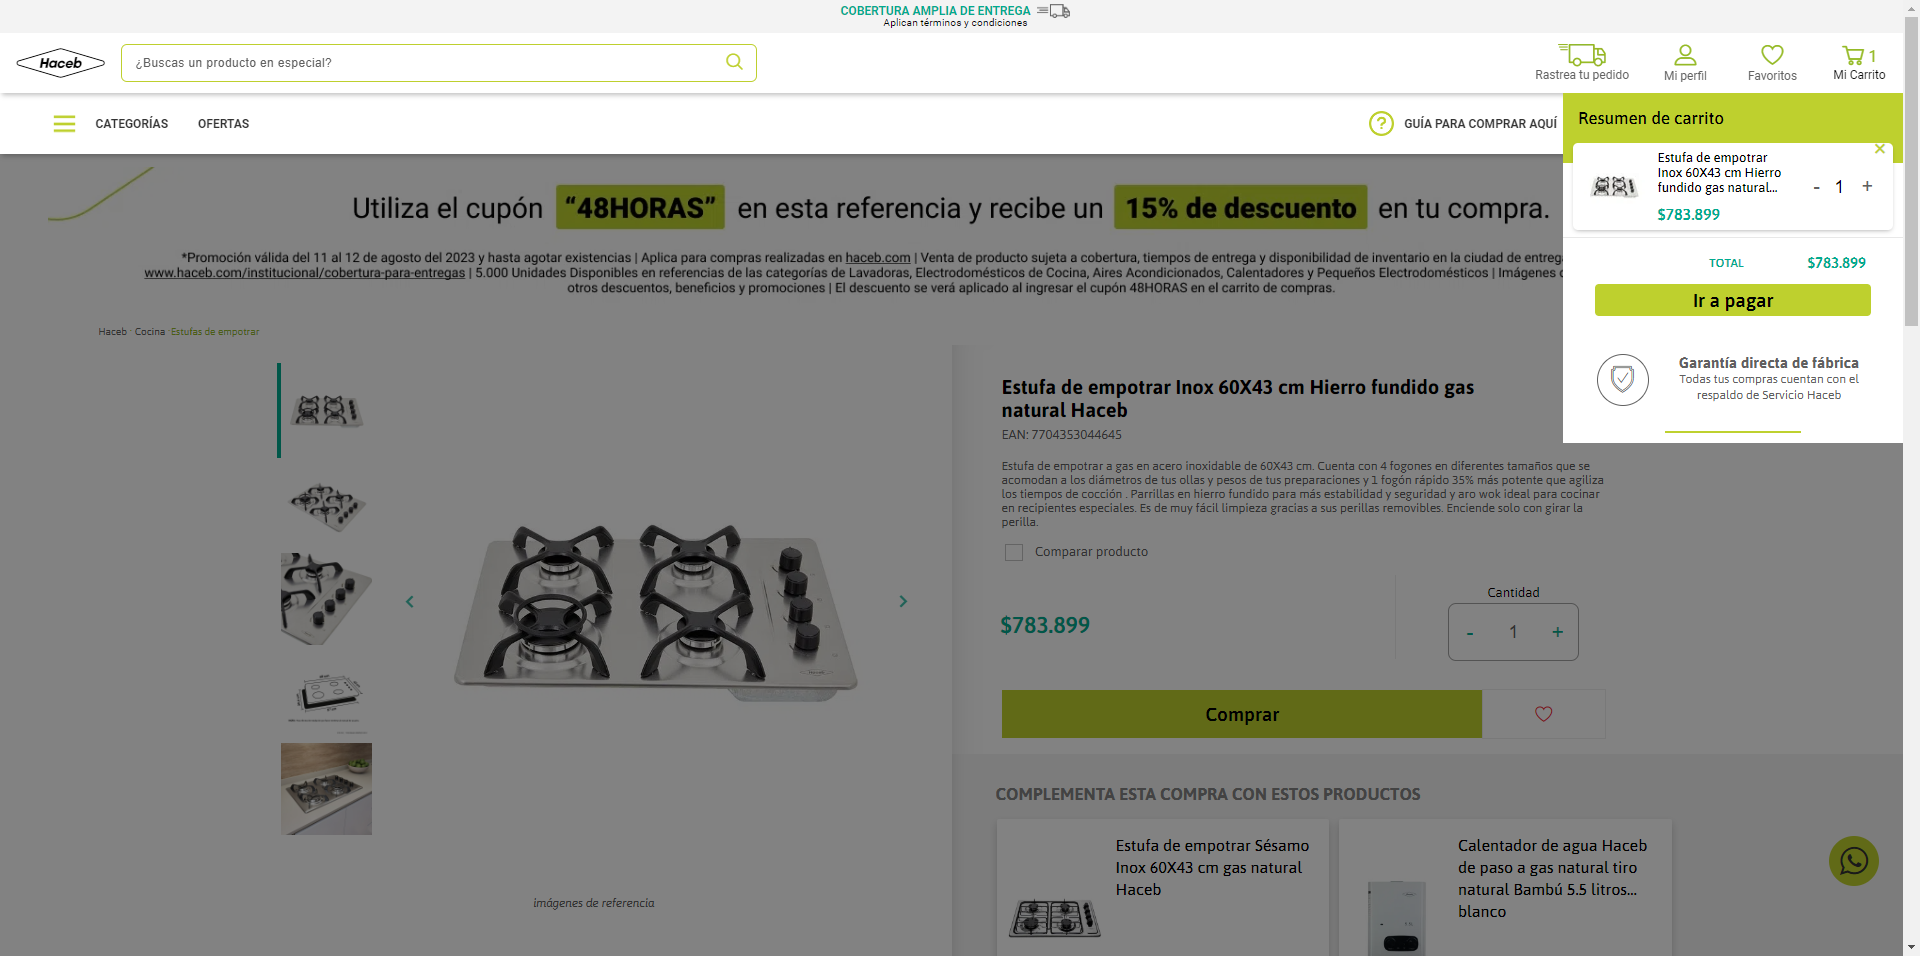 COBERTURA AMPLIA DE ENTREGA
Aplican términos y condiciones
Haceb
¿Buscas un producto en especial?
Rastrea tu pedido
Mi perfil
Favoritos
1
Mi Carrito
CATEGORÍAS
OFERTAS
? GUÍA PARA COMPRAR AQUÍ
Resumen de carrito
Estufa de empotrar
Inox 60X43 cm Hierro
fundido gas natural...
- 1 +
$783.899
TOTAL $783.899
Ir a pagar
Garantía directa de fábrica
Todas tus compras cuentan con el
respaldo de Servicio Haceb
Utiliza el cupón “48HORAS” en esta referencia y recibe un 15% de descuento en tu compra.
*Promoción válida del 11 al 12 de agosto del 2023 y hasta agotar existencias | Aplica para compras realizadas en haceb.com | Venta de producto sujeta a cobertura, tiempos de entrega y disponibilidad de inventario en la ciudad de entrega
www.haceb.com/institucional/cobertura-para-entregas | 5.000 Unidades Disponibles en referencias de las categorías de Lavadoras, Electrodomésticos de Cocina, Aires Acondicionados, Calentadores y Pequeños Electrodomésticos | Imágenes
otros descuentos, beneficios y promociones | El descuento se verá aplicado al ingresar el cupón 48HORAS en el carrito de compras.
Haceb · Cocina · Estufas de empotrar
Estufa de empotrar Inox 60X43 cm Hierro fundido gas
natural Haceb
EAN: 7704353044645
Estufa de empotrar a gas en acero inoxidable de 60X43 cm. Cuenta con 4 fogones en diferentes tamaños que se
acomodan a los diámetros de tus ollas y pesos de tus preparaciones y 1 fogón rápido 35% más potente que agiliza
los tiempos de cocción . Parrillas en hierro fundido para más estabilidad y seguridad y aro wok ideal para cocinar
en recipientes especiales. Es de muy fácil limpieza gracias a sus perillas removibles. Enciende solo con girar la
perilla.
Comparar producto
Cantidad
$783.899
- 1 +
Comprar
imágenes de referencia
COMPLEMENTA ESTA COMPRA CON ESTOS PRODUCTOS
Estufa de empotrar Sésamo
Inox 60X43 cm gas natural
Haceb
Calentador de agua Haceb
de paso a gas natural tiro
natural Bambú 5.5 litros...
blanco